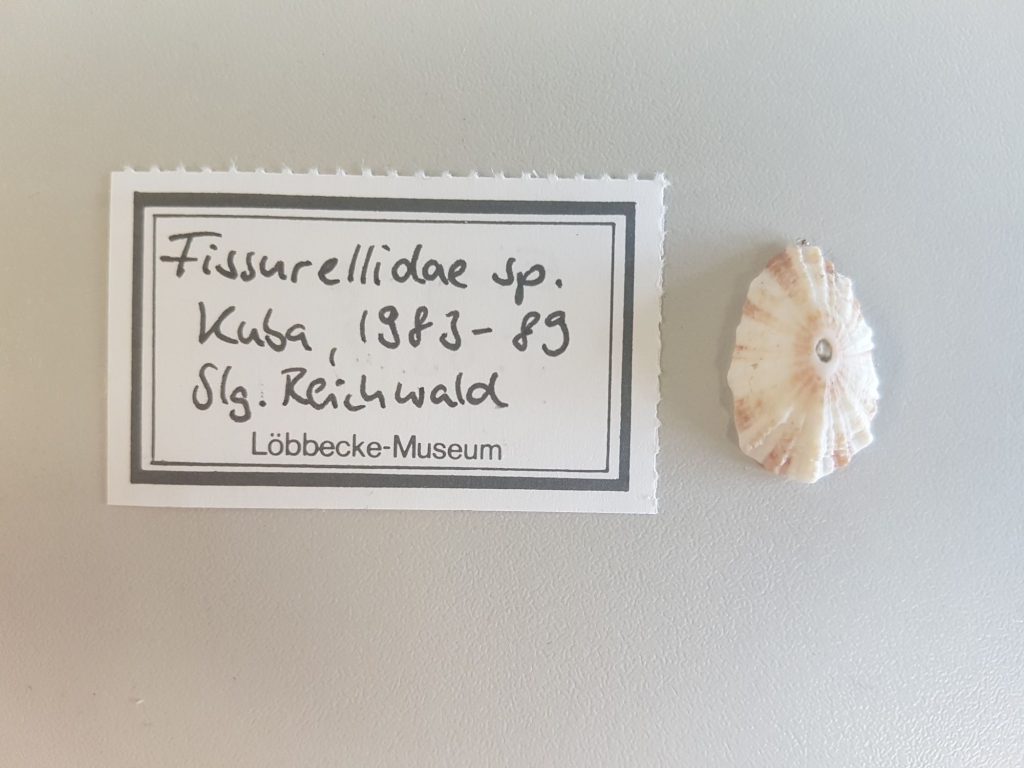 Fissurellidae sp.
Kuba, 1983-89
Slg. Reichwald
Löbbecke-Museum